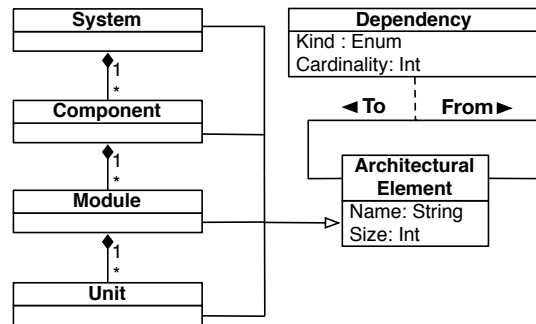 System
1
*
Component
1
*
Module
1
*
Unit
Dependency
Kind : Enum
Cardinality: Int
◄ To From ►
Architectural
Element
Name: String
Size: Int